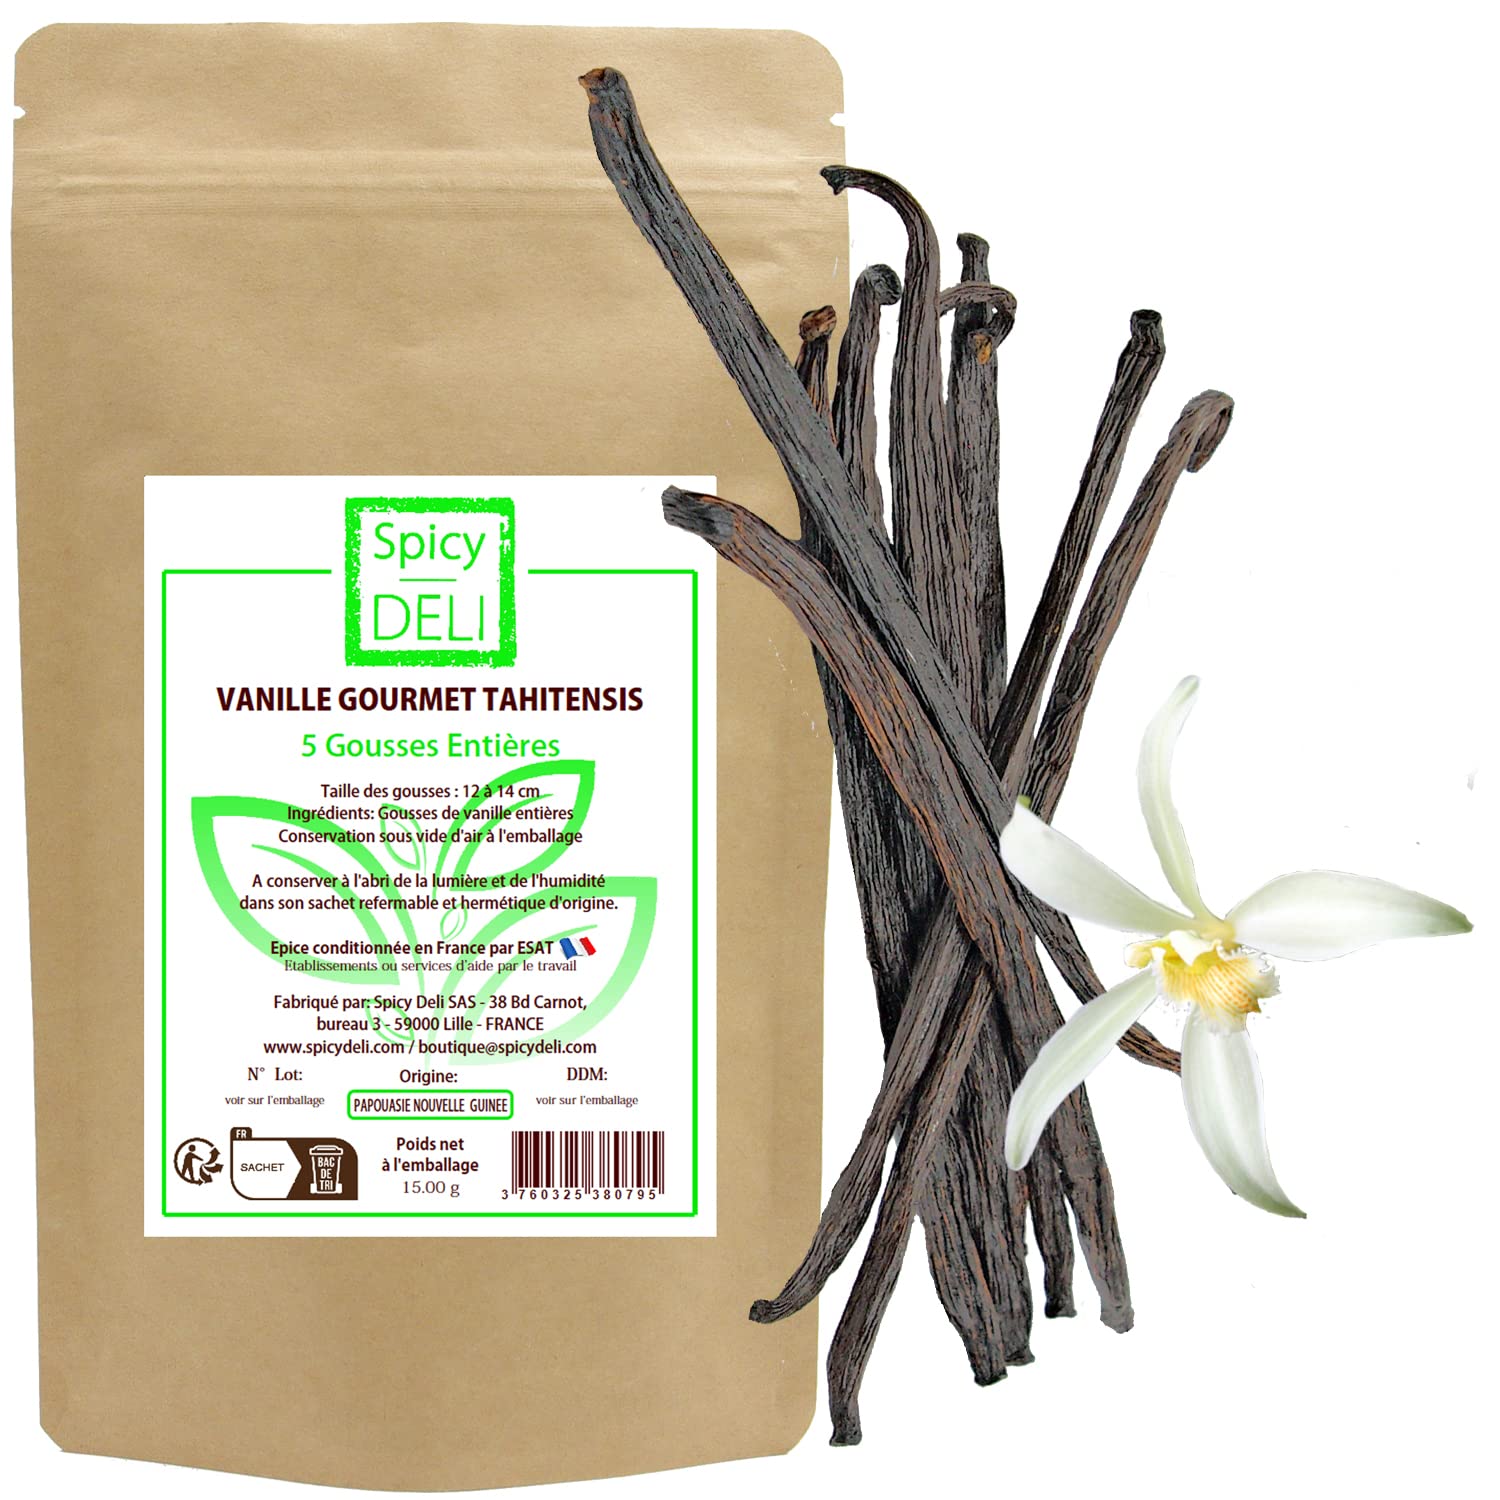 Spicy
DELI
VANILLE GOURMET TAHITENSIS
5 Gousses Entières
Taille des gousses : 12 à 14 cm
Ingrédients: Gousses de vanille entières
Conservation sous vide d'air à l'emballage
A conserver à l'abri de la lumière et de l'humidité
dans son sachet refermable et hermétique d'origine.
Epice conditionnée en France par ESAT
Etablissements ou services d'aide par le travail
Fabriqué par: Spicy Deli SAS - 38 Bd Carnot,
bureau 3 - 59000 Lille - FRANCE
www.spicydeli.com / boutique@spicydeli.com
N° Lot:
voir sur l'emballage
Origine:
PAPOUASIE NOUVELLE GUINEE
DDM:
voir sur l'emballage
FR
SACHET
BAC
DE
TRI
Poids net
à l'emballage
15.00 g
3 760325 380795